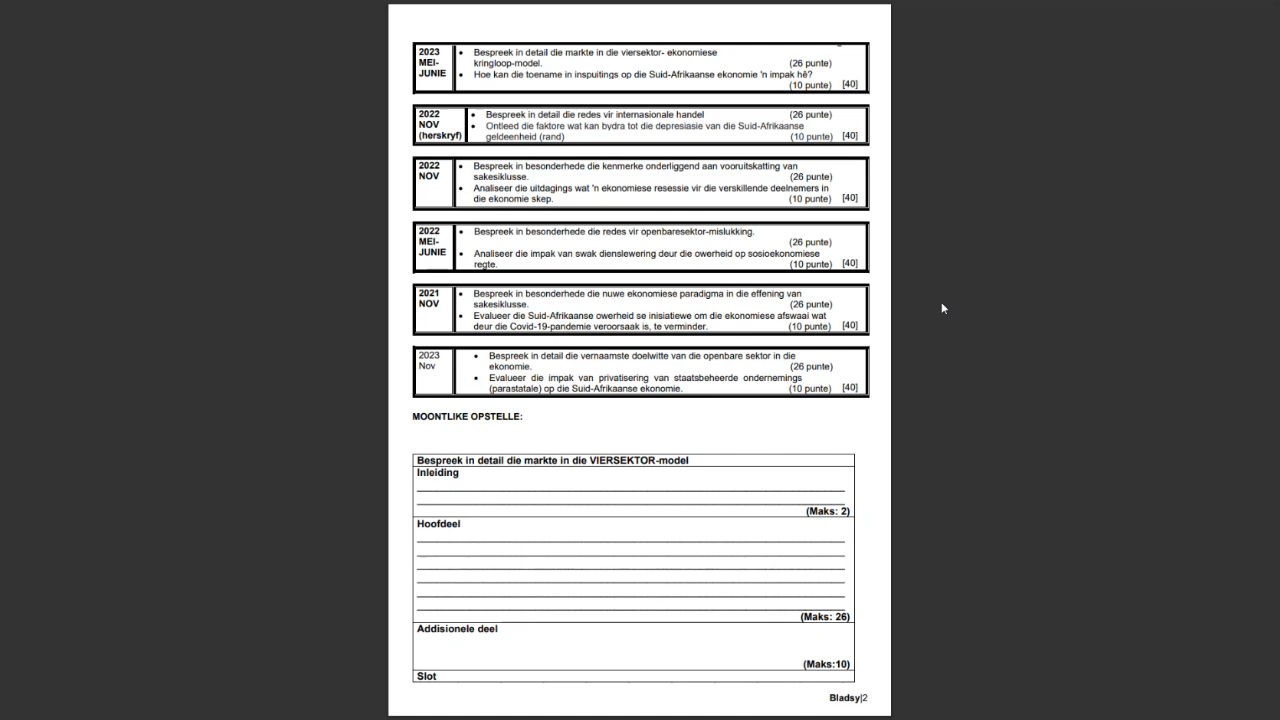 2023
MEI-
JUNIE
• Bespreek in detail die markte in die viersektor- ekonomiese
kringloop-model. (26 punte)
• Hoe kan die toename in inspuitings op die Suid-Afrikaanse ekonomie 'n impak hê?
(10 punte) [40]
2022
NOV
(herskryf)
• Bespreek in detail die redes vir internasionale handel (26 punte)
• Ontleed die faktore wat kan bydra tot die depresiasie van die Suid-Afrikaanse
geldeenheid (rand) (10 punte) [40]
2022
NOV
• Bespreek in besonderhede die kenmerke onderliggend aan vooruitskatting van
sakesiklusse. (26 punte)
• Analiseer die uitdagings wat 'n ekonomiese resessie vir die verskillende deelnemers in
die ekonomie skep. (10 punte) [40]
2022
MEI-
JUNIE
• Bespreek in besonderhede die redes vir openbaresektor-mislukking.
(26 punte)
• Analiseer die impak van swak dienslewering deur die owerheid op sosioekonomiese
regte. (10 punte) [40]
2021
NOV
• Bespreek in besonderhede die nuwe ekonomiese paradigma in die effening van
sakesiklusse. (26 punte)
• Evalueer die Suid-Afrikaanse owerheid se inisiatiewe om die ekonomiese afswaai wat
deur die Covid-19-pandemie veroorsaak is, te verminder. (10 punte) [40]
2023
Nov
• Bespreek in detail die vernaamste doelwitte van die openbare sektor in die
ekonomie. (26 punte)
• Evalueer die impak van privatisering van staatsbeheerde ondernemings
(parastatale) op die Suid-Afrikaanse ekonomie. (10 punte) [40]
MOONTLIKE OPSTELLE:
Bespreek in detail die markte in die VIERSEKTOR-model
Inleiding
(Maks: 2)
Hoofdeel
(Maks: 26)
Addisionele deel
(Maks:10)
Slot
Bladsy|2